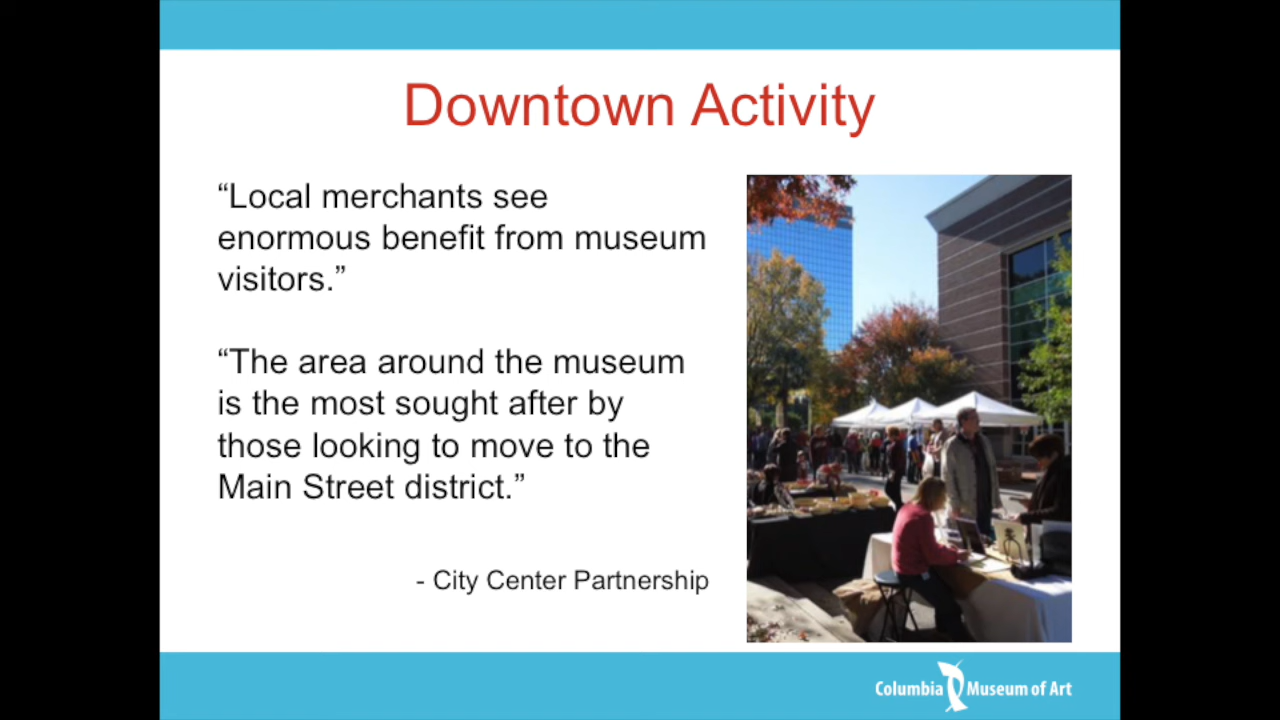 Downtown Activity
“Local merchants see
enormous benefit from museum
visitors.”
“The area around the museum
is the most sought after by
those looking to move to the
Main Street district.”
- City Center Partnership
Columbia Museum of Art